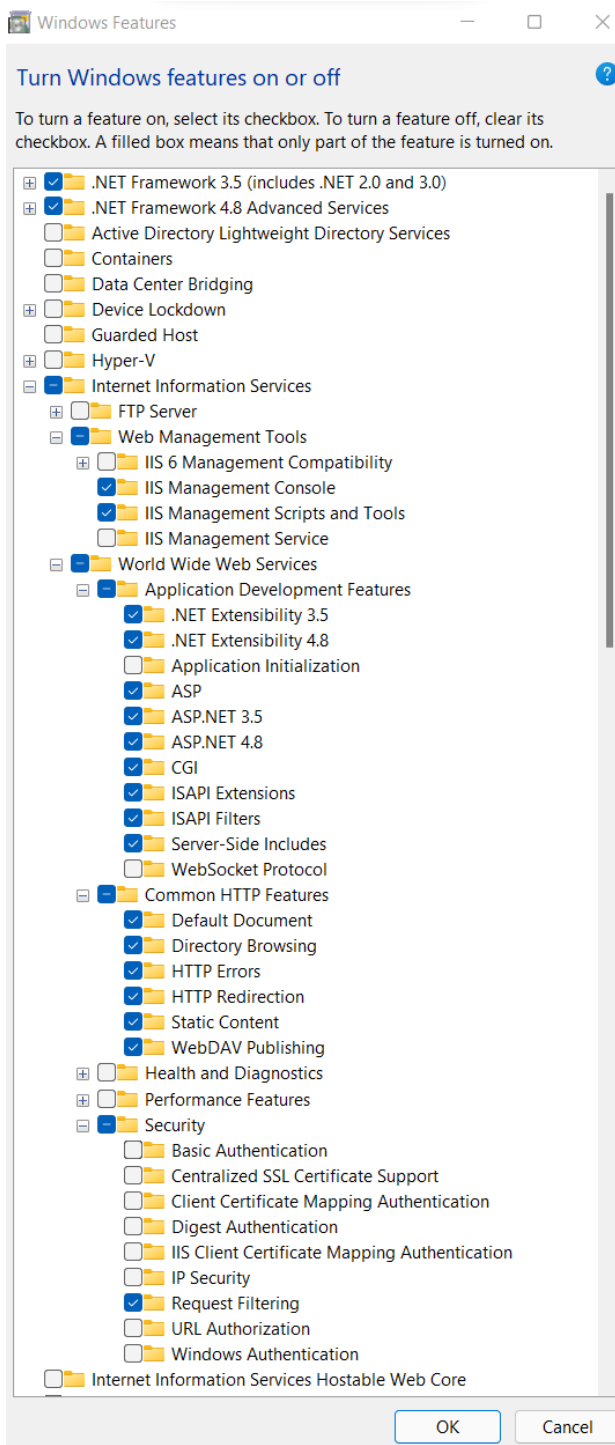 Windows Features
Turn Windows features on or off
To turn a feature on, select its checkbox. To turn a feature off, clear its
checkbox. A filled box means that only part of the feature is turned on.
.NET Framework 3.5 (includes .NET 2.0 and 3.0)
.NET Framework 4.8 Advanced Services
Active Directory Lightweight Directory Services
Containers
Data Center Bridging
Device Lockdown
Guarded Host
Hyper-V
Internet Information Services
FTP Server
Web Management Tools
IIS 6 Management Compatibility
IIS Management Console
IIS Management Scripts and Tools
IIS Management Service
World Wide Web Services
Application Development Features
.NET Extensibility 3.5
.NET Extensibility 4.8
Application Initialization
ASP
ASP.NET 3.5
ASP.NET 4.8
CGI
ISAPI Extensions
ISAPI Filters
Server-Side Includes
WebSocket Protocol
Common HTTP Features
Default Document
Directory Browsing
HTTP Errors
HTTP Redirection
Static Content
WebDAV Publishing
Health and Diagnostics
Performance Features
Security
Basic Authentication
Centralized SSL Certificate Support
Client Certificate Mapping Authentication
Digest Authentication
IIS Client Certificate Mapping Authentication
IP Security
Request Filtering
URL Authorization
Windows Authentication
Internet Information Services Hostable Web Core
OK Cancel